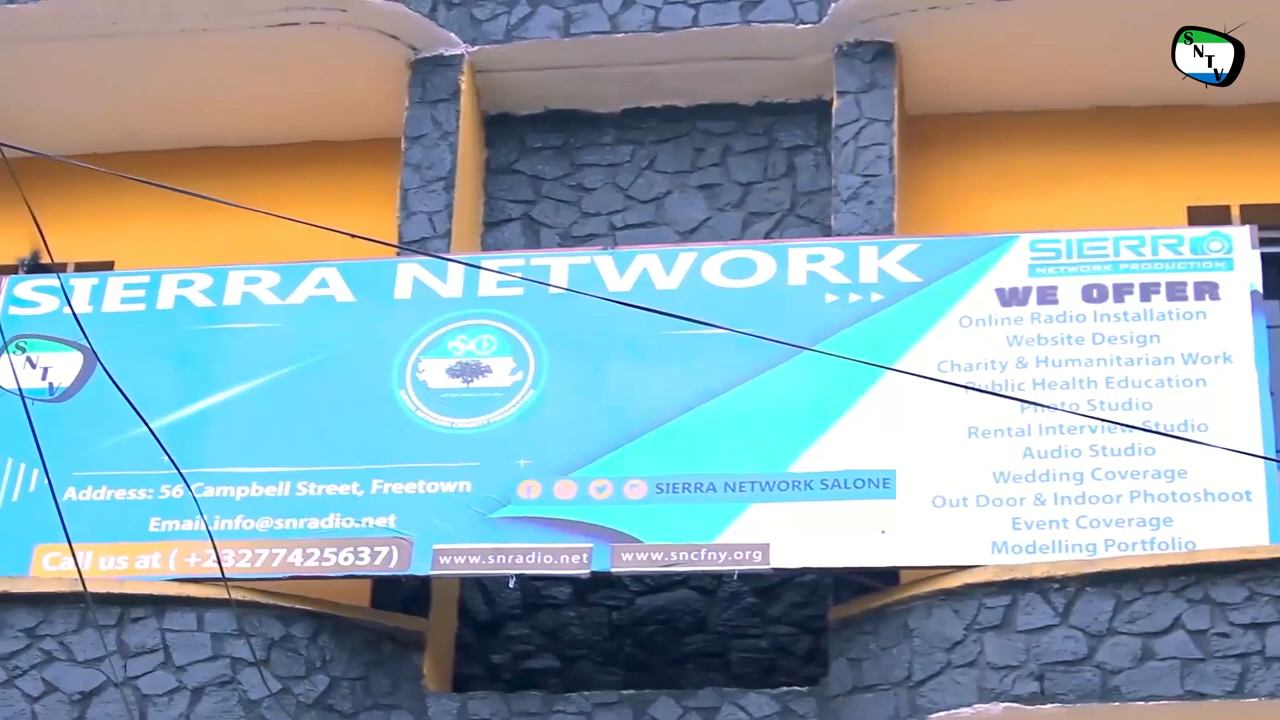 SNTV
SIERRA NETWORK
SIERR
NETWORK PRODUCTION
WE OFFER
Online Radio Installation
Website Design
Charity & Humanitarian Work
Public Health Education
Photo Studio
Rental Interview Studio
Audio Studio
Wedding Coverage
Out Door & Indoor Photoshoot
Event Coverage
Modelling Portfolio
SNTV
Address: 56 Campbell Street, Freetown
SIERRA NETWORK SALONE
Email.info@snradio.net
Call us at ( +23277425637)
www.snradio.net
www.sncfny.org